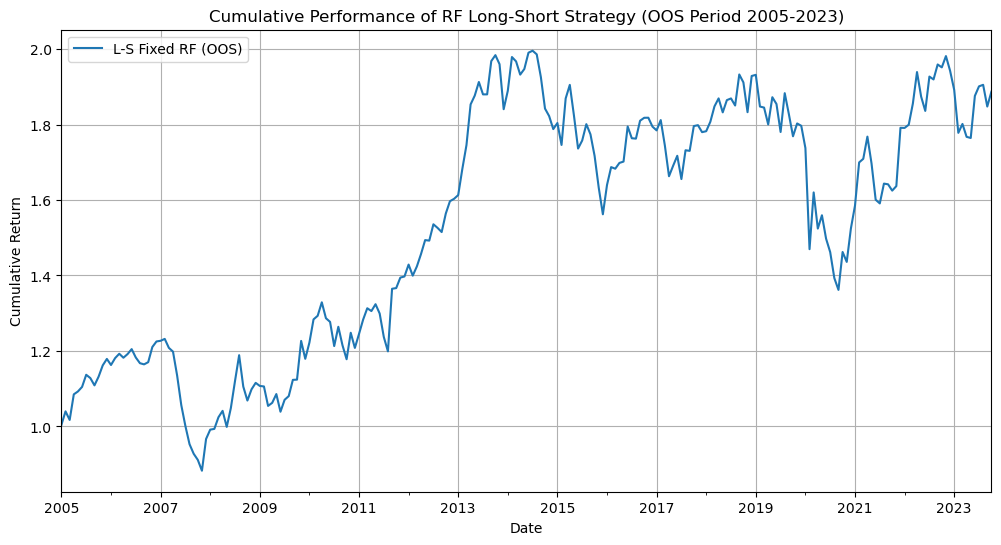 Cumulative Performance of RF Long-Short Strategy (OOS Period 2005-2023)
L-S Fixed RF (OOS)
2.0
1.8
1.6
1.4
1.2
1.0
Cumulative Return
2005 2007 2009 2011 2013 2015 2017 2019 2021 2023
Date